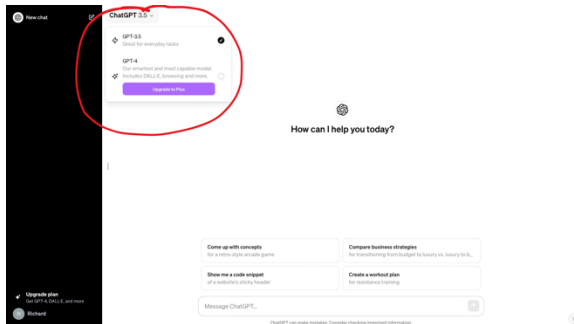 New chat
ChatGPT 3.5
GPT-3.5
Great for everyday tasks
GPT-4
Our smartest and most capable model
Includes DALL·E, browsing and more.
Upgrade to Plus
How can I help you today?
Come up with concepts
for a retro-style arcade game
Compare business strategies
for transitioning from budget to luxury vs. luxury to b...
Show me a code snippet
of a website's sticky header
Create a workout plan
for resistance training
Upgrade plan
Get GPT-4, DALL·E, and more
Richard
Message ChatGPT...
ChatGPT can make mistakes. Consider checking important information.